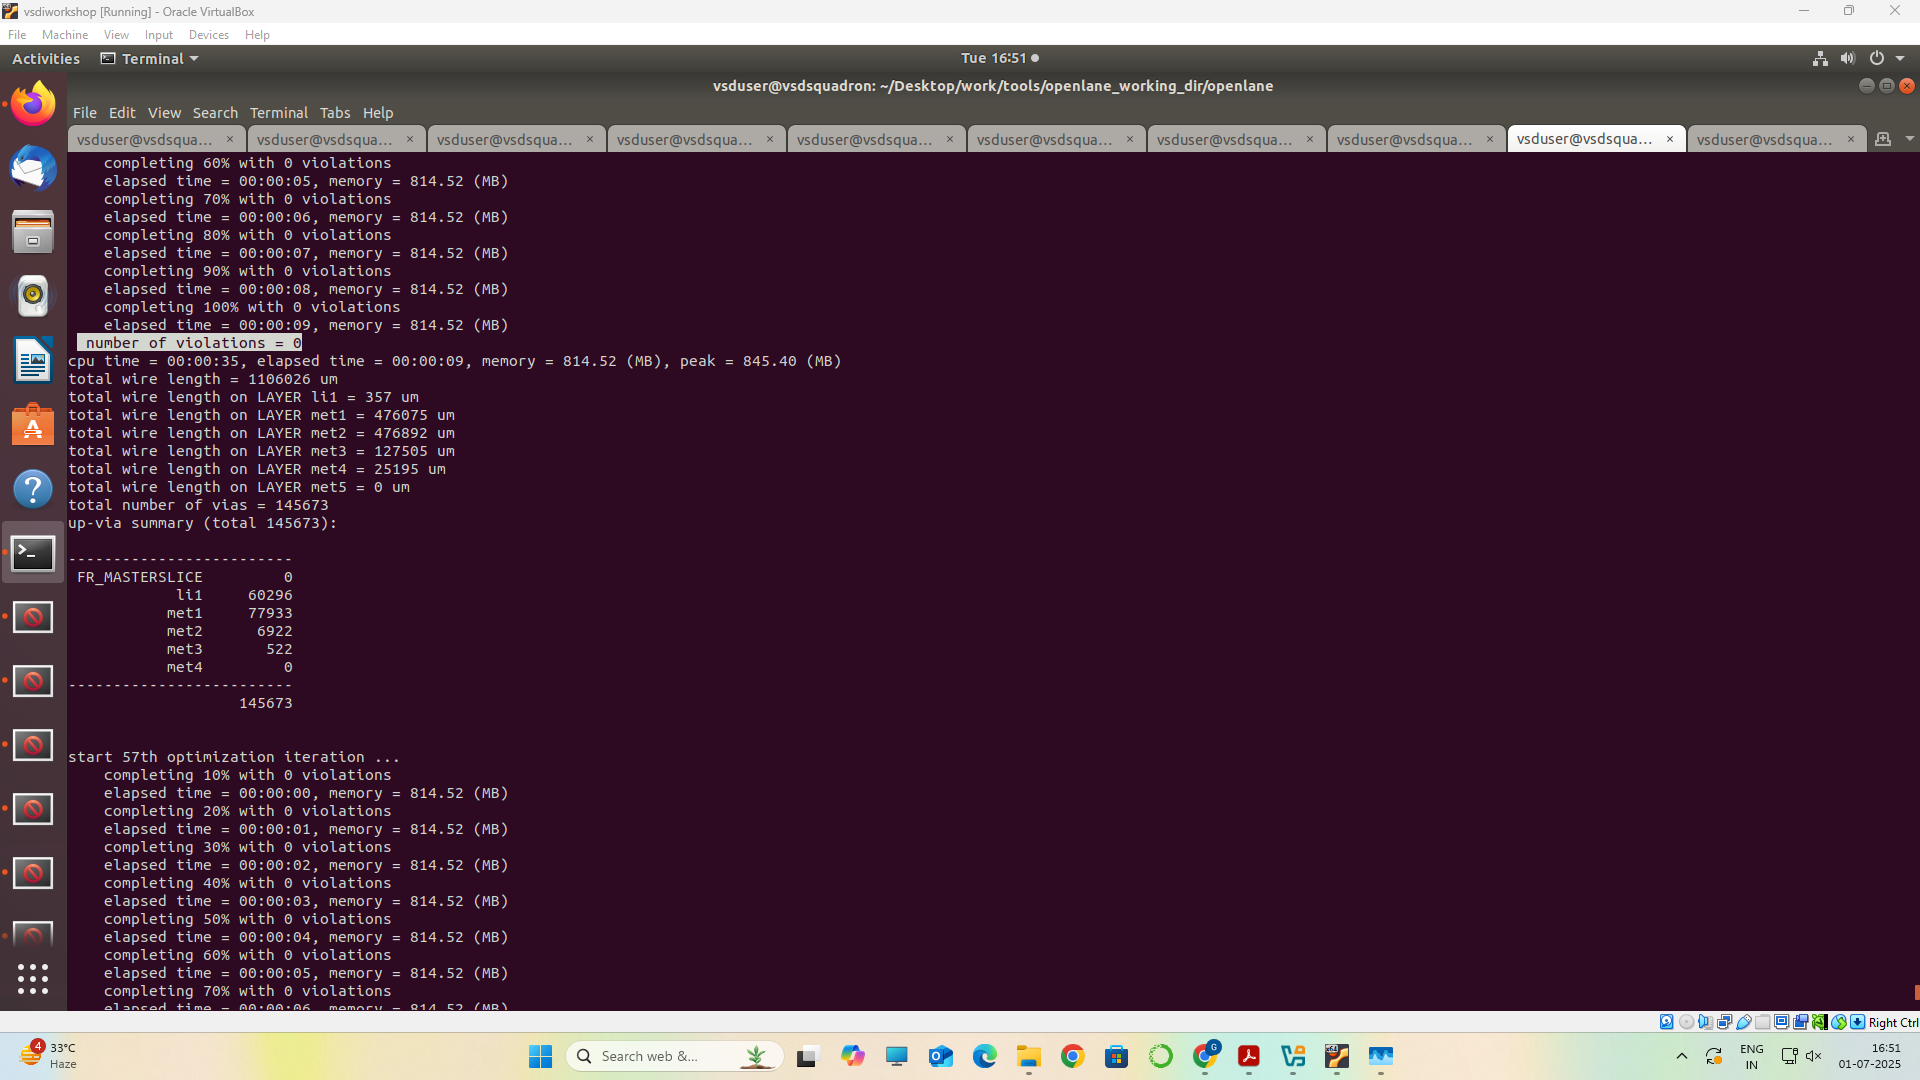 vsdiworkshop [Running] - Oracle VirtualBox
File Machine View Input Devices Help
Activities Terminal Tue 16:51
vsduser@vsdsquadron: ~/Desktop/work/tools/openlane_working_dir/openlane
File Edit View Search Terminal Tabs Help
vsduser@vsdsqua... × vsduser@vsdsqua... × vsduser@vsdsqua... × vsduser@vsdsqua... × vsduser@vsdsqua... × vsduser@vsdsqua... × vsduser@vsdsqua... × vsduser@vsdsqua... × vsduser@vsdsqua... × vsduser@vsdsqua... ×
completing 60% with 0 violations
elapsed time = 00:00:05, memory = 814.52 (MB)
completing 70% with 0 violations
elapsed time = 00:00:06, memory = 814.52 (MB)
completing 80% with 0 violations
elapsed time = 00:00:07, memory = 814.52 (MB)
completing 90% with 0 violations
elapsed time = 00:00:08, memory = 814.52 (MB)
completing 100% with 0 violations
elapsed time = 00:00:09, memory = 814.52 (MB)
number of violations = 0
cpu time = 00:00:35, elapsed time = 00:00:09, memory = 814.52 (MB), peak = 845.40 (MB)
total wire length = 1106026 um
total wire length on LAYER li1 = 357 um
total wire length on LAYER met1 = 476075 um
total wire length on LAYER met2 = 476892 um
total wire length on LAYER met3 = 127505 um
total wire length on LAYER met4 = 25195 um
total wire length on LAYER met5 = 0 um
total number of vias = 145673
up-via summary (total 145673):
-------------------------
FR_MASTERSLICE 0
li1 60296
met1 77933
met2 6922
met3 522
met4 0
-------------------------
145673
start 57th optimization iteration ...
completing 10% with 0 violations
elapsed time = 00:00:00, memory = 814.52 (MB)
completing 20% with 0 violations
elapsed time = 00:00:01, memory = 814.52 (MB)
completing 30% with 0 violations
elapsed time = 00:00:02, memory = 814.52 (MB)
completing 40% with 0 violations
elapsed time = 00:00:03, memory = 814.52 (MB)
completing 50% with 0 violations
elapsed time = 00:00:04, memory = 814.52 (MB)
completing 60% with 0 violations
elapsed time = 00:00:05, memory = 814.52 (MB)
completing 70% with 0 violations
elapsed time = 00:00:06, memory = 814.52 (MB)
Right Ctrl
4
33°C
Haze
Search web &...
G
ENG
IN
16:51
01-07-2025